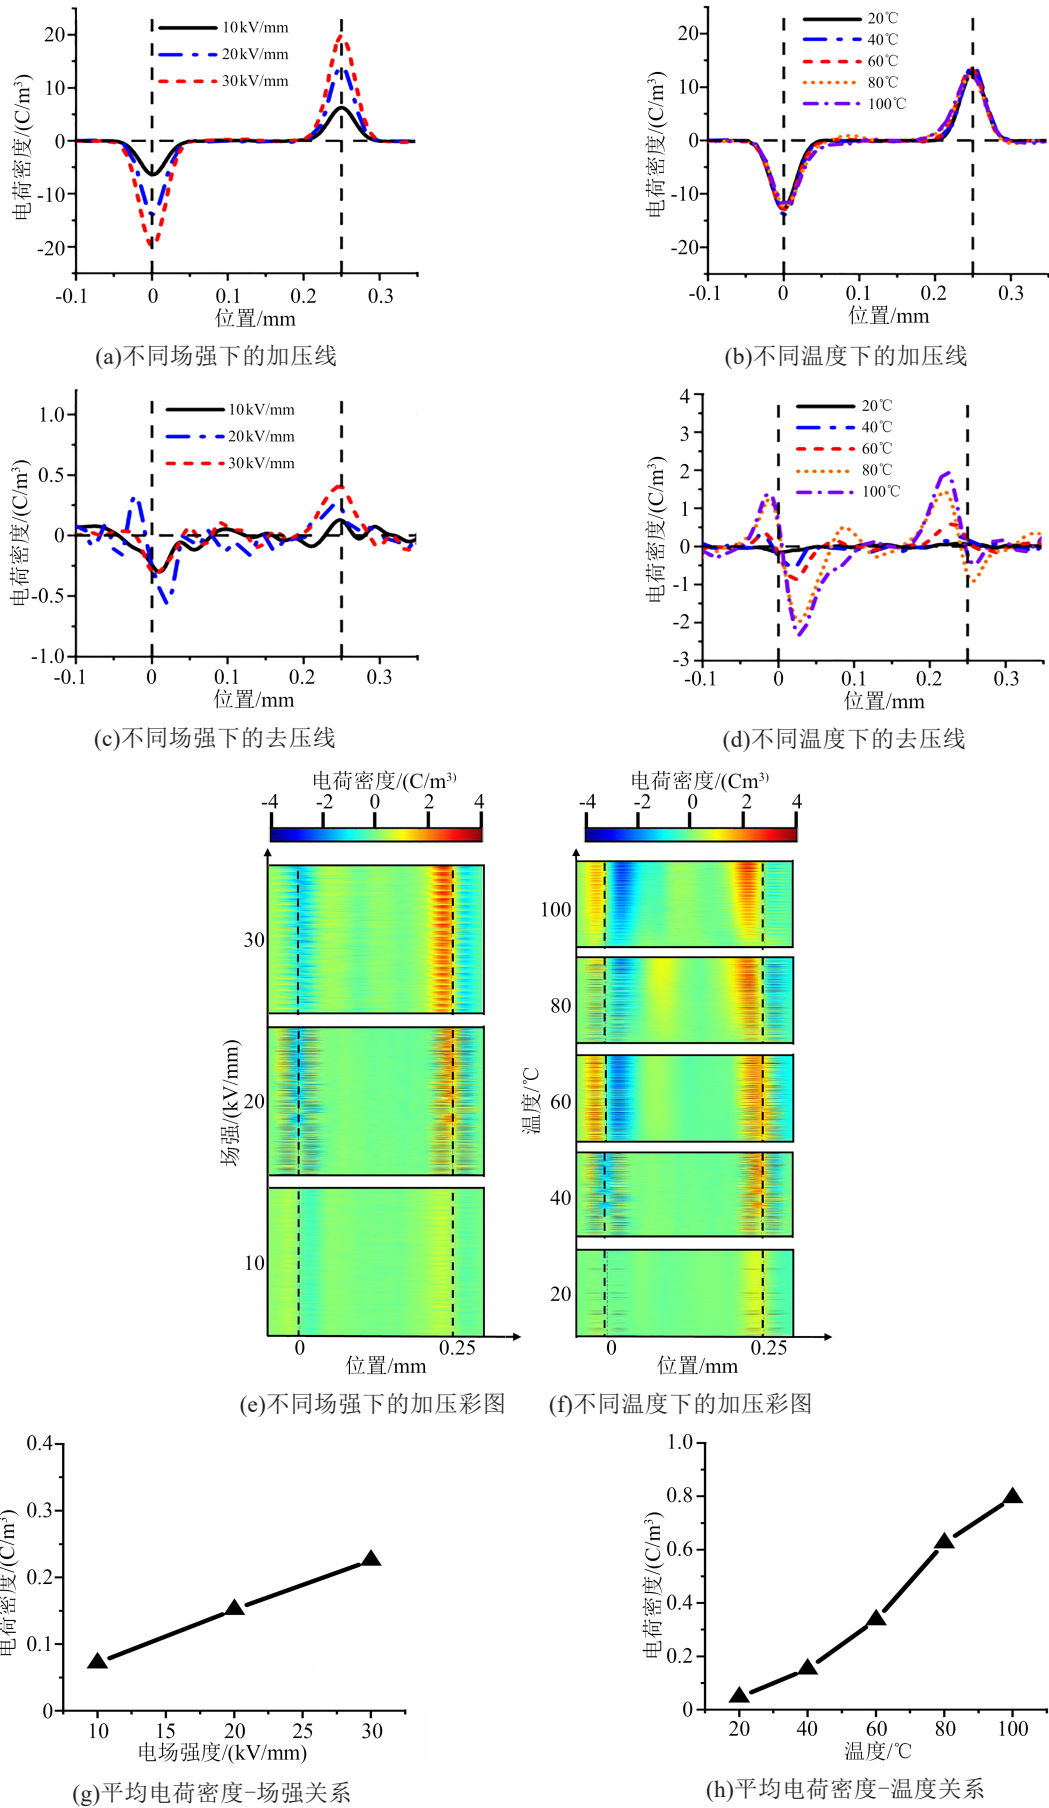 电荷密度/(C/m³)
20
10
0
-10
-20
10kV/mm
20kV/mm
30kV/mm
-0.1 0 0.1 0.2 0.3
位置/mm
(a)不同场强下的加压线
电荷密度/(C/m³)
20
10
0
-10
-20
20℃
40℃
60℃
80℃
100℃
-0.1 0 0.1 0.2 0.3
位置/mm
(b)不同温度下的加压线
电荷密度/(C/m³)
1.0
0.5
0
-0.5
-1.0
10kV/mm
20kV/mm
30kV/mm
-0.1 0 0.1 0.2 0.3
位置/mm
(c)不同场强下的去压线
电荷密度/(C/m³)
4
3
2
1
0
-1
-2
-3
20℃
40℃
60℃
80℃
100℃
-0.1 0 0.1 0.2 0.3
位置/mm
(d)不同温度下的去压线
电荷密度/(C/m³)
-4 -2 0 2 4
场强/(kV/mm)
30
20
10
0 0.25
位置/mm
(e)不同场强下的加压彩图
电荷密度/(Cm³)
-4 -2 0 2 4
温度/℃
100
80
60
40
20
0 0.25
位置/mm
(f)不同温度下的加压彩图
电荷密度/(C/m³)
0.4
0.3
0.2
0.1
0
10 15 20 25 30
电场强度/(kV/mm)
(g)平均电荷密度-场强关系
电荷密度/(C/m³)
1.0
0.8
0.6
0.4
0.2
0
20 40 60 80 100
温度/℃
(h)平均电荷密度-温度关系